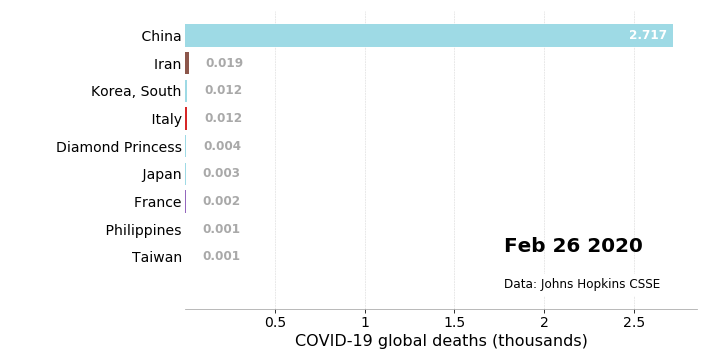 China 2.717
Iran 0.019
Korea, South 0.012
Italy 0.012
Diamond Princess 0.004
Japan 0.003
France 0.002
Philippines 0.001
Taiwan 0.001
Feb 26 2020
Data: Johns Hopkins CSSE
0.5 1 1.5 2 2.5
COVID-19 global deaths (thousands)